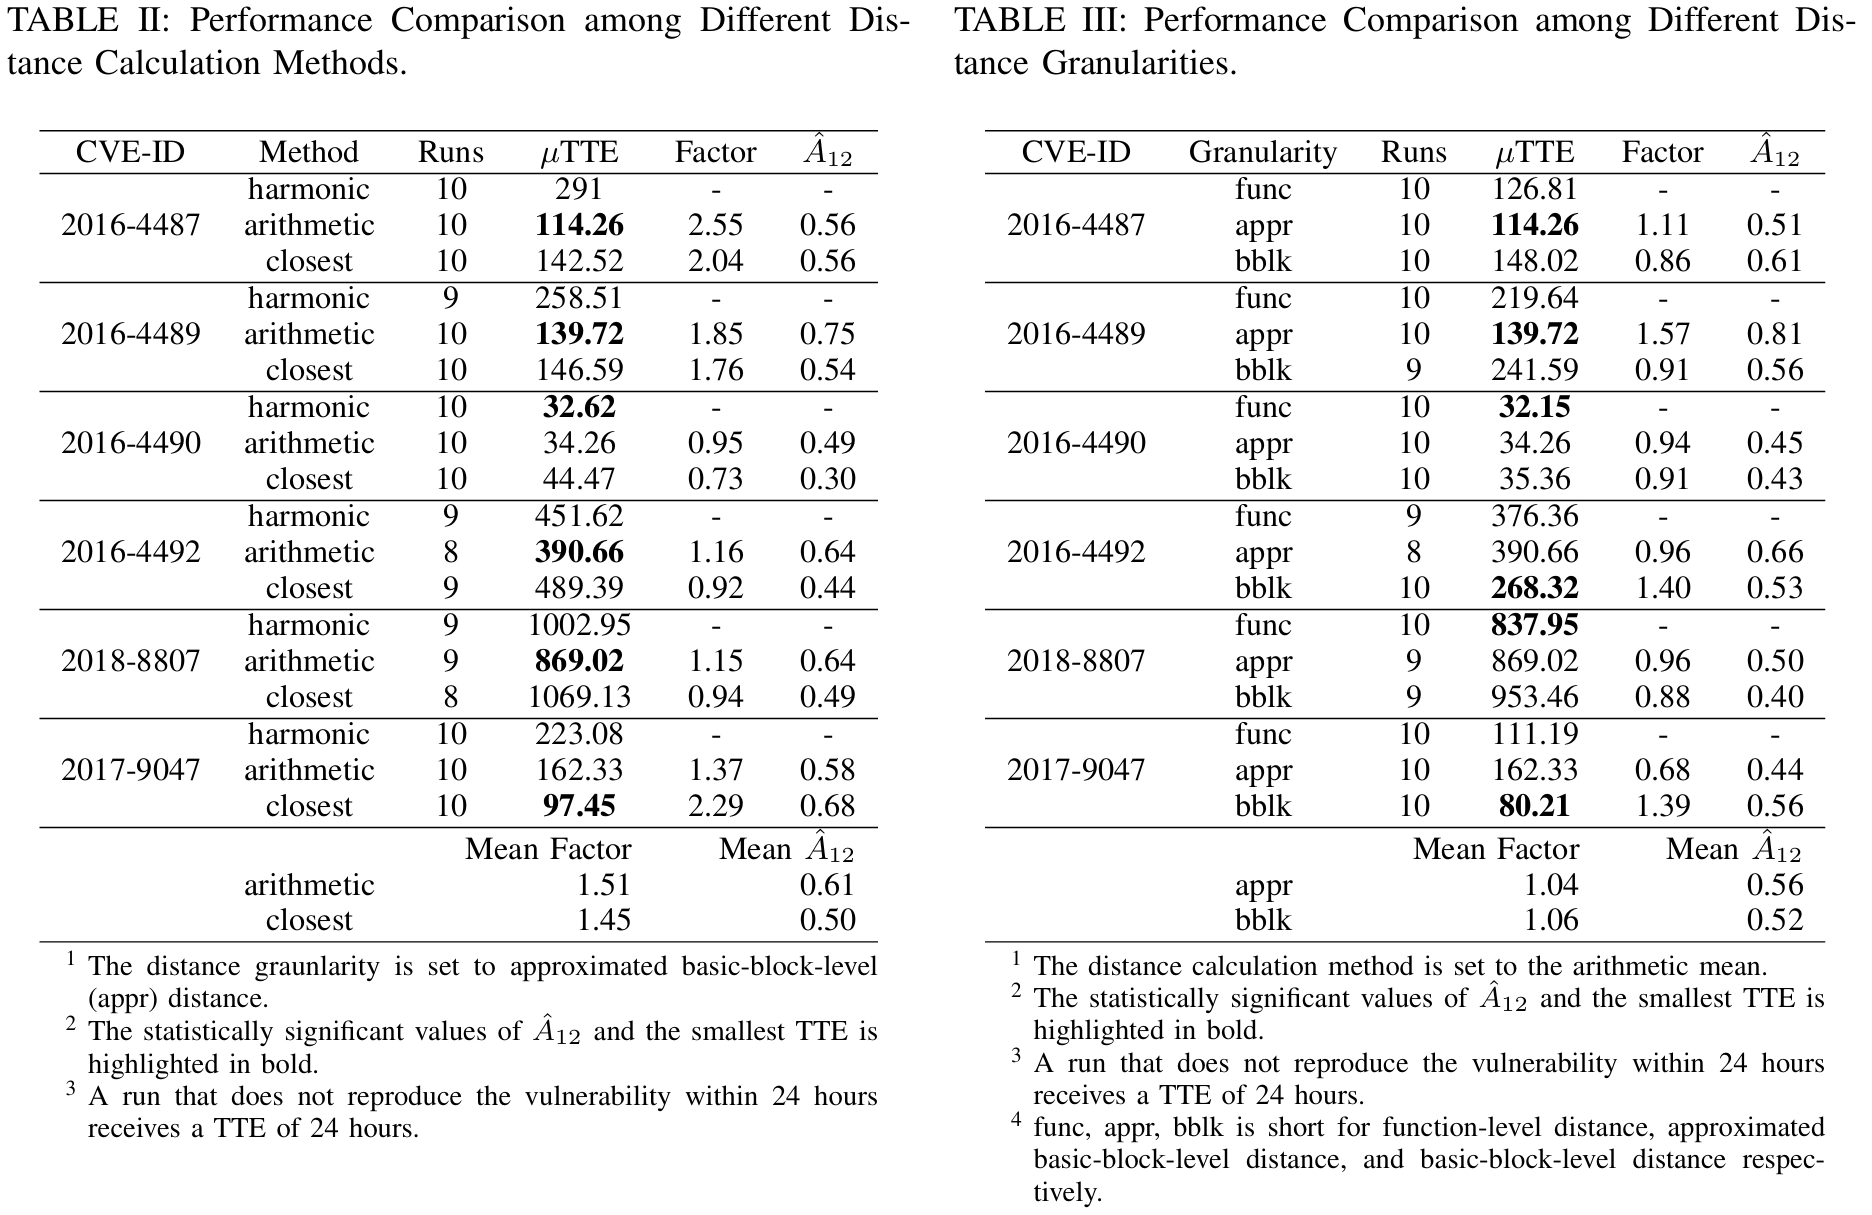 TABLE II: Performance Comparison among Different Dis-
tance Calculation Methods.
CVE-ID Method Runs μTTE Factor Â12
harmonic 10 291 - -
2016-4487 arithmetic 10 114.26 2.55 0.56
closest 10 142.52 2.04 0.56
harmonic 9 258.51 - -
2016-4489 arithmetic 10 139.72 1.85 0.75
closest 10 146.59 1.76 0.54
harmonic 10 32.62 - -
2016-4490 arithmetic 10 34.26 0.95 0.49
closest 10 44.47 0.73 0.30
harmonic 9 451.62 - -
2016-4492 arithmetic 8 390.66 1.16 0.64
closest 9 489.39 0.92 0.44
harmonic 9 1002.95 - -
2018-8807 arithmetic 9 869.02 1.15 0.64
closest 8 1069.13 0.94 0.49
harmonic 10 223.08 - -
2017-9047 arithmetic 10 162.33 1.37 0.58
closest 10 97.45 2.29 0.68
Mean Factor Mean Â12
arithmetic 1.51 0.61
closest 1.45 0.50
1 The distance graunlarity is set to approximated basic-block-level
(appr) distance.
2 The statistically significant values of Â12 and the smallest TTE is
highlighted in bold.
3 A run that does not reproduce the vulnerability within 24 hours
receives a TTE of 24 hours.
TABLE III: Performance Comparison among Different Dis-
tance Granularities.
CVE-ID Granularity Runs μTTE Factor Â12
func 10 126.81 - -
2016-4487 appr 10 114.26 1.11 0.51
bblk 10 148.02 0.86 0.61
func 10 219.64 - -
2016-4489 appr 10 139.72 1.57 0.81
bblk 9 241.59 0.91 0.56
func 10 32.15 - -
2016-4490 appr 10 34.26 0.94 0.45
bblk 10 35.36 0.91 0.43
func 9 376.36 - -
2016-4492 appr 8 390.66 0.96 0.66
bblk 10 268.32 1.40 0.53
func 10 837.95 - -
2018-8807 appr 9 869.02 0.96 0.50
bblk 9 953.46 0.88 0.40
func 10 111.19 - -
2017-9047 appr 10 162.33 0.68 0.44
bblk 10 80.21 1.39 0.56
Mean Factor Mean Â12
appr 1.04 0.56
bblk 1.06 0.52
1 The distance calculation method is set to the arithmetic mean.
2 The statistically significant values of Â12 and the smallest TTE is
highlighted in bold.
3 A run that does not reproduce the vulnerability within 24 hours
receives a TTE of 24 hours.
4 func, appr, bblk is short for function-level distance, approximated
basic-block-level distance, and basic-block-level distance respec-
tively.